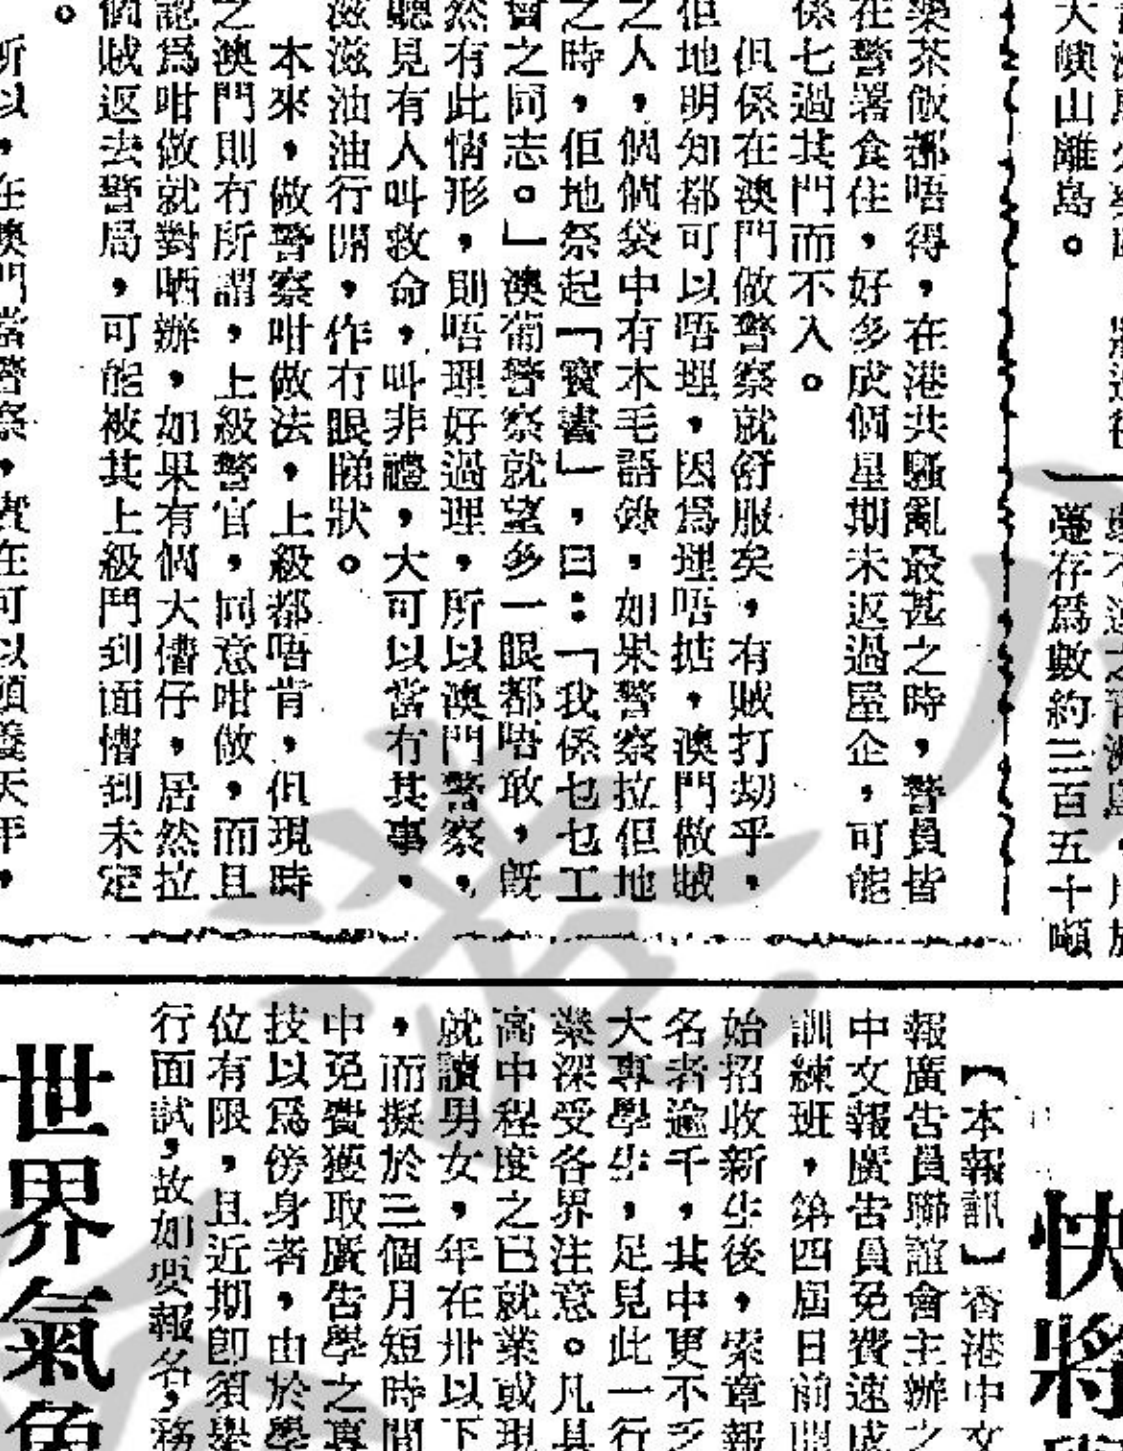 大嶼山離島。
躉存爲數約三百五十噸
樂茶飯都唔得，在港共騷亂最甚之時，警員皆
在警署食住，好多成個星期未返過屋企，可能
係七過其門而不入。
但係在澳門做警察就舒服矣，有賊打劫乎，
佢地明知都可以唔理，因爲理唔掂，澳門做賊
之人，個個袋中有本毛語錄，如果警察拉佢地
之時，佢地祭起「寶書」，曰：「我係乜乜工
會之同志。」澳葡警察就望多一眼都唔敢，旣
然有此情形，則唔理好過理，所以澳門警察，
聽見有人叫救命，叫非禮，大可以當冇其事，
滋滋油油行開，作冇眼睇狀。
本來，做警察咁做法，上級都唔肯，但現時
之澳門則冇所謂，上級警官，同意咁做，而且
認爲咁做就對晒辦，如果有個大懵仔，居然拉
個賊返去警局，可能被其上級鬥到面懵到未定
。
所以，在澳門當警察，實在可以頤養天年，
快將
【本報訊】香港中文
報廣告員聯誼會主辦之
中文報廣告員免費速成
訓練班，第四屆日前開
始招收新生後，索章報
名者逾千，其中更不乏
大專學生，足見此一行
業深受各界注意。凡具
高中程度之已就業或現
就讀男女，年在卅以下
，而擬於三個月短時間
中免費獲取廣告學之專
技以爲傍身者，由於學
位有限，且近期卽須舉
行面試，故如要報名，務
世界氣象